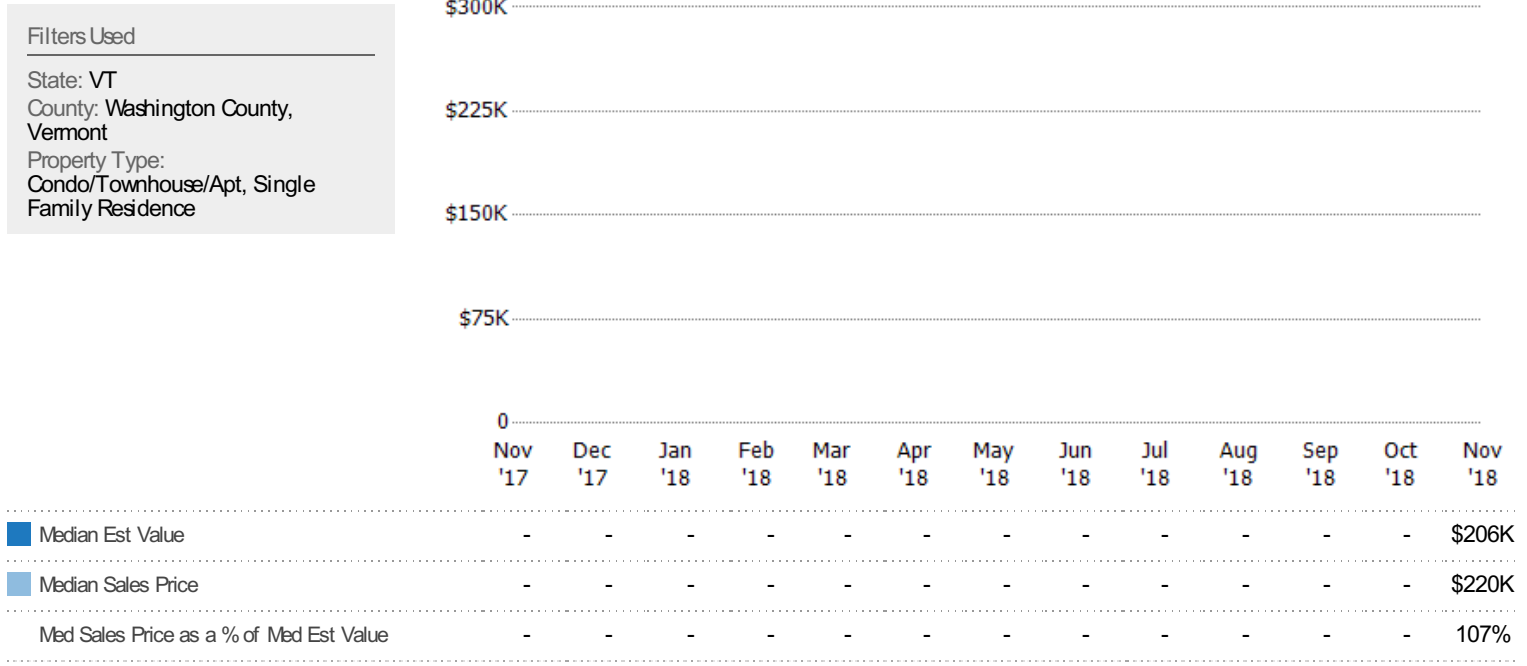 Filters Used
State: VT
County: Washington County,
Vermont
Property Type:
Condo/Townhouse/Apt, Single
Family Residence
$300K
$225K
$150K
$75K
0
Nov Dec Jan Feb Mar Apr May Jun Jul Aug Sep Oct Nov
'17 '17 '18 '18 '18 '18 '18 '18 '18 '18 '18 '18 '18
Median Est Value - - - - - - - - - - - - $206K
Median Sales Price - - - - - - - - - - - - $220K
Med Sales Price as a % of Med Est Value - - - - - - - - - - - - 107%